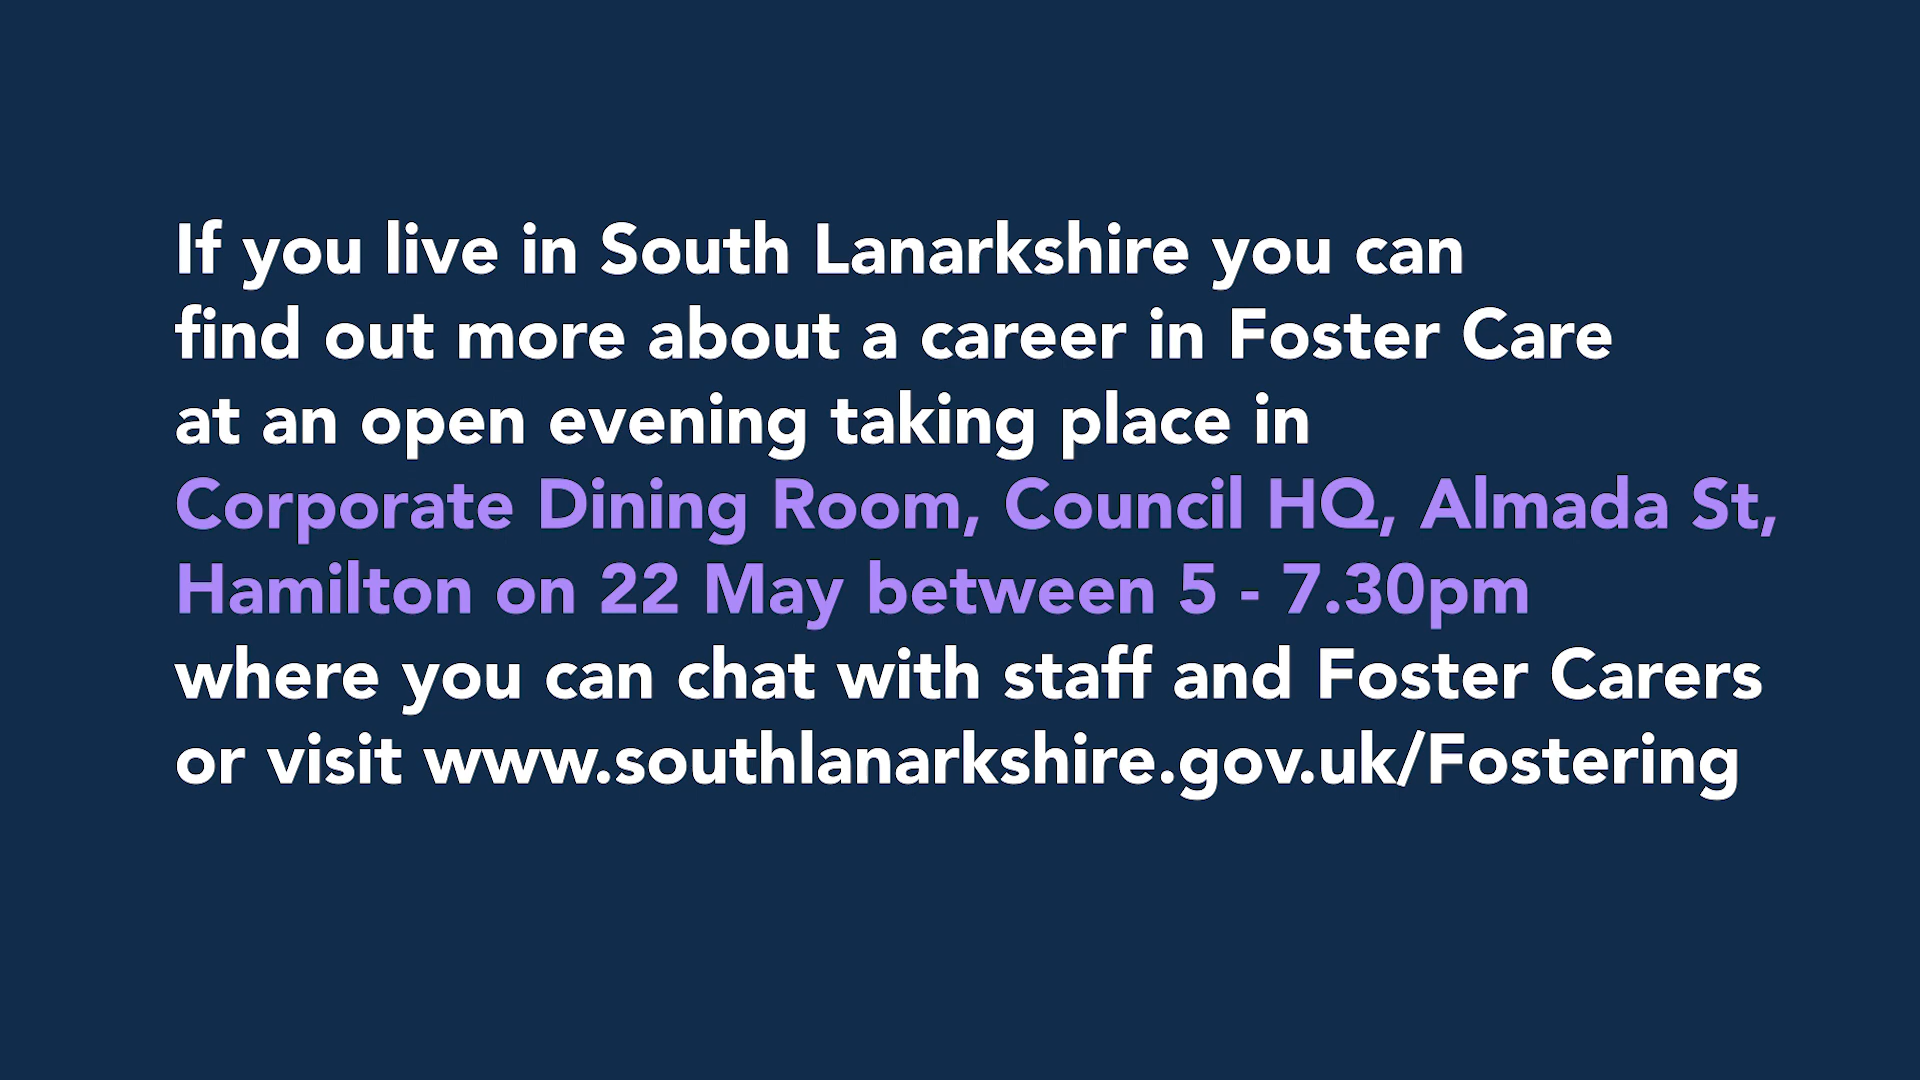 If you live in South Lanarkshire you can
find out more about a career in Foster Care
at an open evening taking place in
Corporate Dining Room, Council HQ, Almada St,
Hamilton on 22 May between 5 - 7.30pm
where you can chat with staff and Foster Carers
or visit www.southlanarkshire.gov.uk/Fostering